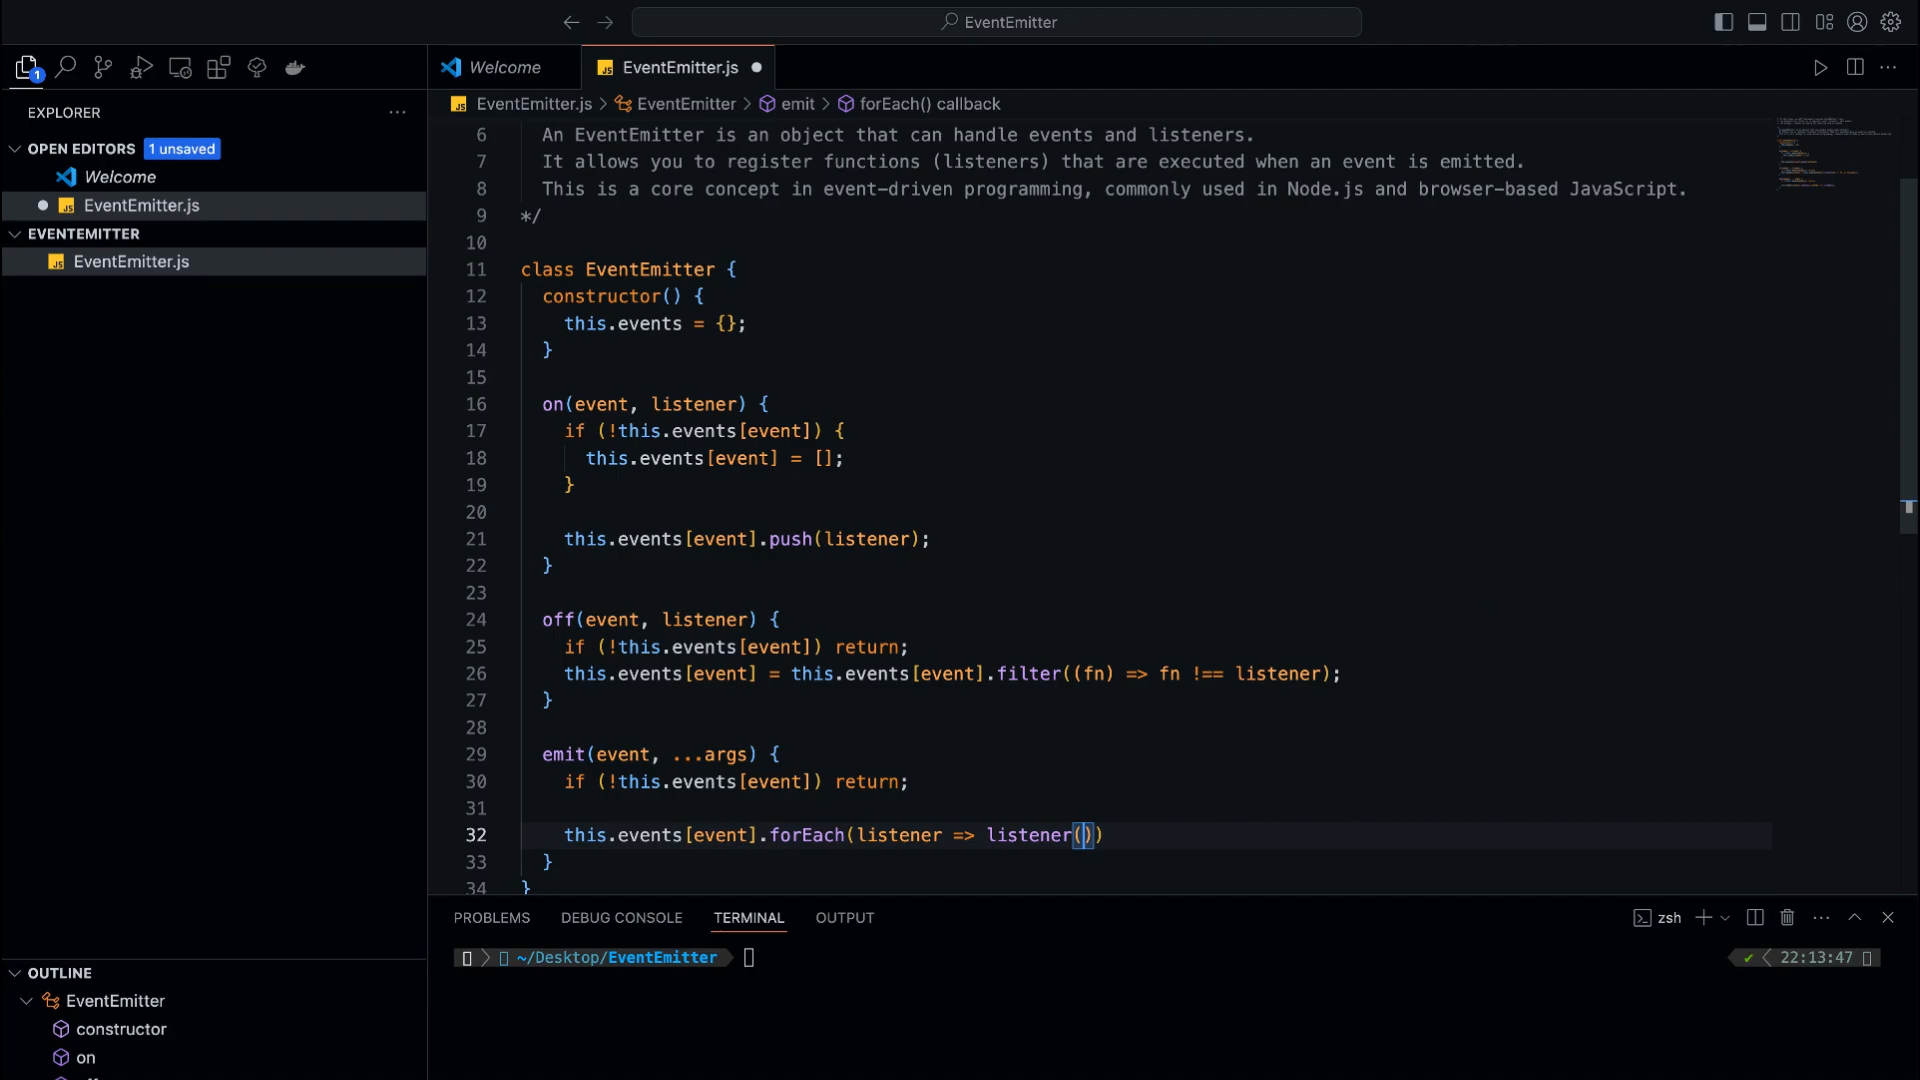 EventEmitter
Welcome
EventEmitter.js
1
EXPLORER
OPEN EDITORS 1 unsaved
Welcome
EventEmitter.js
EVENTEMITTER
EventEmitter.js
EventEmitter.js > EventEmitter > emit > forEach() callback
6 An EventEmitter is an object that can handle events and listeners.
7 It allows you to register functions (listeners) that are executed when an event is emitted.
8 This is a core concept in event-driven programming, commonly used in Node.js and browser-based JavaScript.
9 */
10
11 class EventEmitter {
12 constructor() {
13 this.events = {};
14 }
15
16 on(event, listener) {
17 if (!this.events[event]) {
18 this.events[event] = [];
19 }
20
21 this.events[event].push(listener);
22 }
23
24 off(event, listener) {
25 if (!this.events[event]) return;
26 this.events[event] = this.events[event].filter((fn) => fn !== listener);
27 }
28
29 emit(event, ...args) {
30 if (!this.events[event]) return;
31
32 this.events[event].forEach(listener => listener())
33 }
34 }
PROBLEMS DEBUG CONSOLE TERMINAL OUTPUT
zsh
~/Desktop/EventEmitter
22:13:47
OUTLINE
EventEmitter
constructor
on